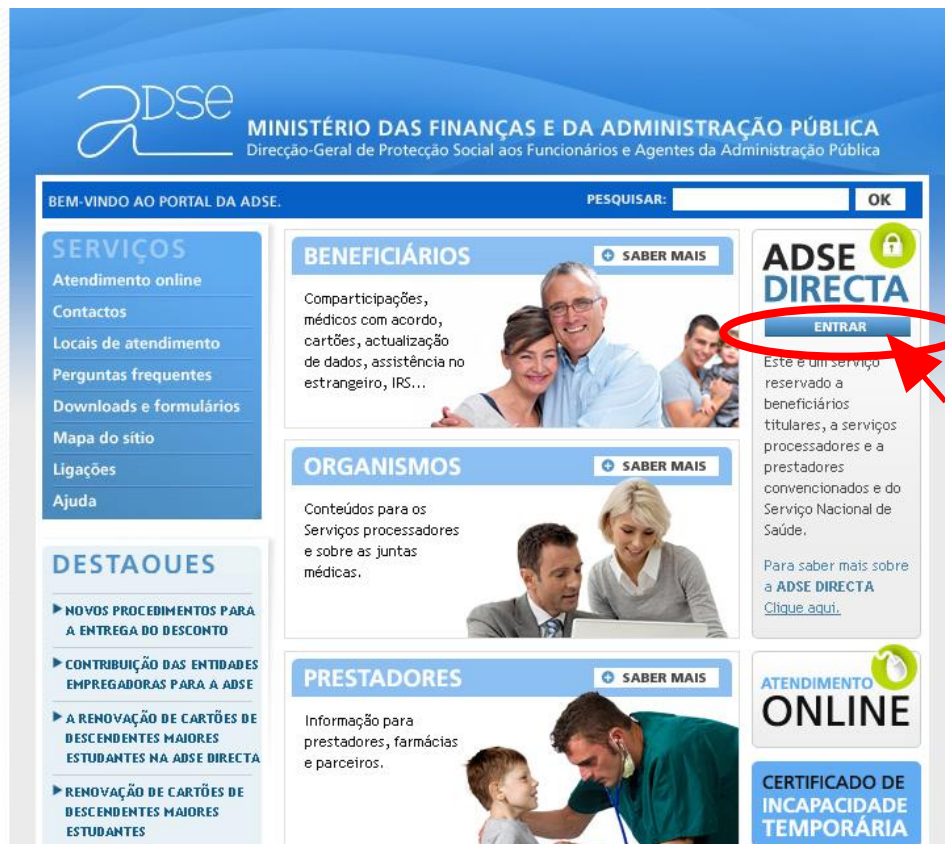 aDSe
MINISTÉRIO DAS FINANÇAS E DA ADMINISTRAÇÃO PÚBLICA
Direcção-Geral de Protecção Social aos Funcionários e Agentes da Administração Pública
BEM-VINDO AO PORTAL DA ADSE.
PESQUISAR:
OK
SERVIÇOS
Atendimento online
Contactos
Locais de atendimento
Perguntas frequentes
Downloads e formulários
Mapa do sítio
Ligações
Ajuda
DESTAQUES
NOVOS PROCEDIMENTOS PARA
A ENTREGA DO DESCONTO
CONTRIBUIÇÃO DAS ENTIDADES
EMPREGADORAS PARA A ADSE
A RENOVAÇÃO DE CARTÕES DE
DESCENDENTES MAIORES
ESTUDANTES NA ADSE DIRECTA
RENOVAÇÃO DE CARTÕES DE
DESCENDENTES MAIORES
ESTUDANTES
BENEFICIÁRIOS
SABER MAIS
Comparticipações,
médicos com acordo,
cartões, actualização
de dados, assistência no
estrangeiro, IRS...
ORGANISMOS
SABER MAIS
Conteúdos para os
Serviços processadores
e sobre as juntas
médicas.
PRESTADORES
SABER MAIS
Informação para
prestadores, farmácias
e parceiros.
ADSE
DIRECTA
ENTRAR
Este é um serviço
reservado a
beneficiários
titulares, a serviços
processadores e a
prestadores
convencionados e do
Serviço Nacional de
Saúde.
Para saber mais sobre
a ADSE DIRECTA
Clique aqui.
ATENDIMENTO
ONLINE
CERTIFICADO DE
INCAPACIDADE
TEMPORÁRIA